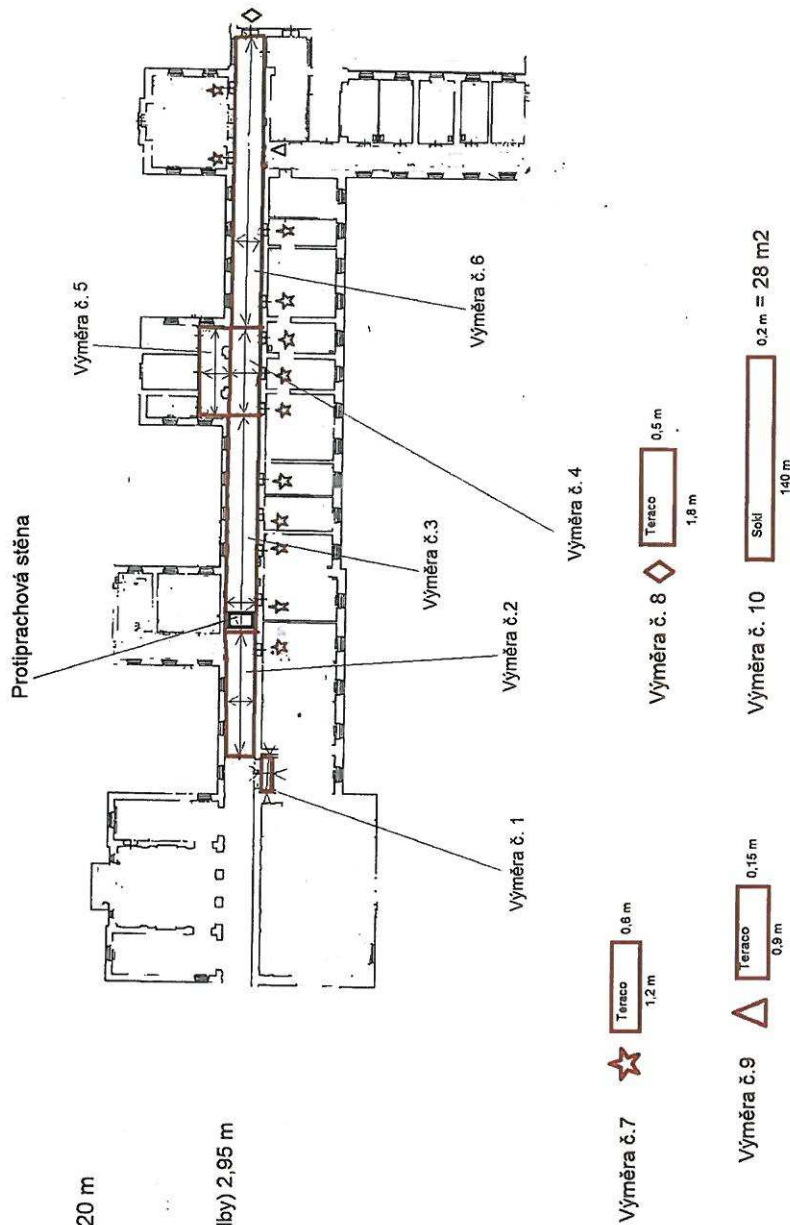 Protiprachová stěna
Výměra č. 5
Výměra č. 6
Výměra č. 4
Výměra č.3
Výměra č.2
Výměra č. 1
20 m
lby) 2,95 m
Výměra č.7
Teraco
0,6 m
1,2 m
Výměra č. 8
Teraco
0,5 m
1,8 m
Výměra č.9
Teraco
0,15 m
0,9 m
Výměra č. 10
Sokl
0,2 m = 28 m2
140 m